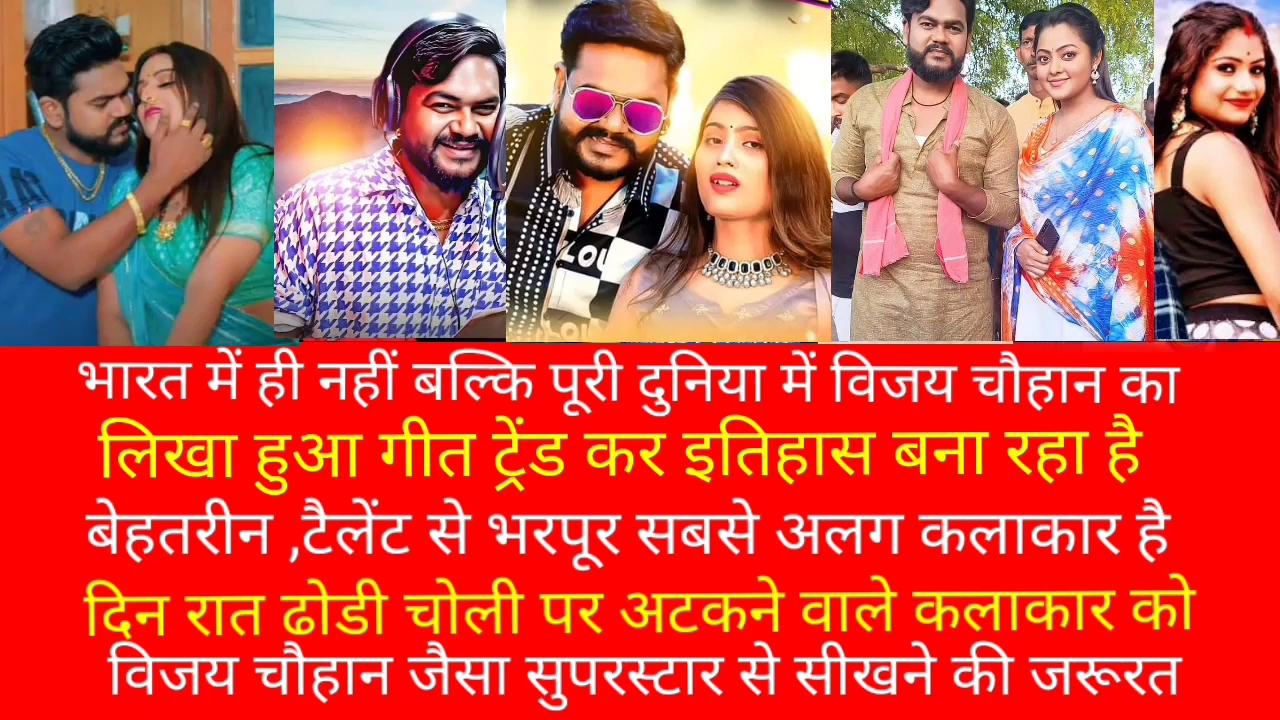 भारत में ही नहीं बल्कि पूरी दुनिया में विजय चौहान का
लिखा हुआ गीत ट्रेंड कर इतिहास बना रहा है
बेहतरीन ,टैलेंट से भरपूर सबसे अलग कलाकार है
दिन रात ढोडी चोली पर अटकने वाले कलाकार को
विजय चौहान जैसा सुपरस्टार से सीखने की जरूरत